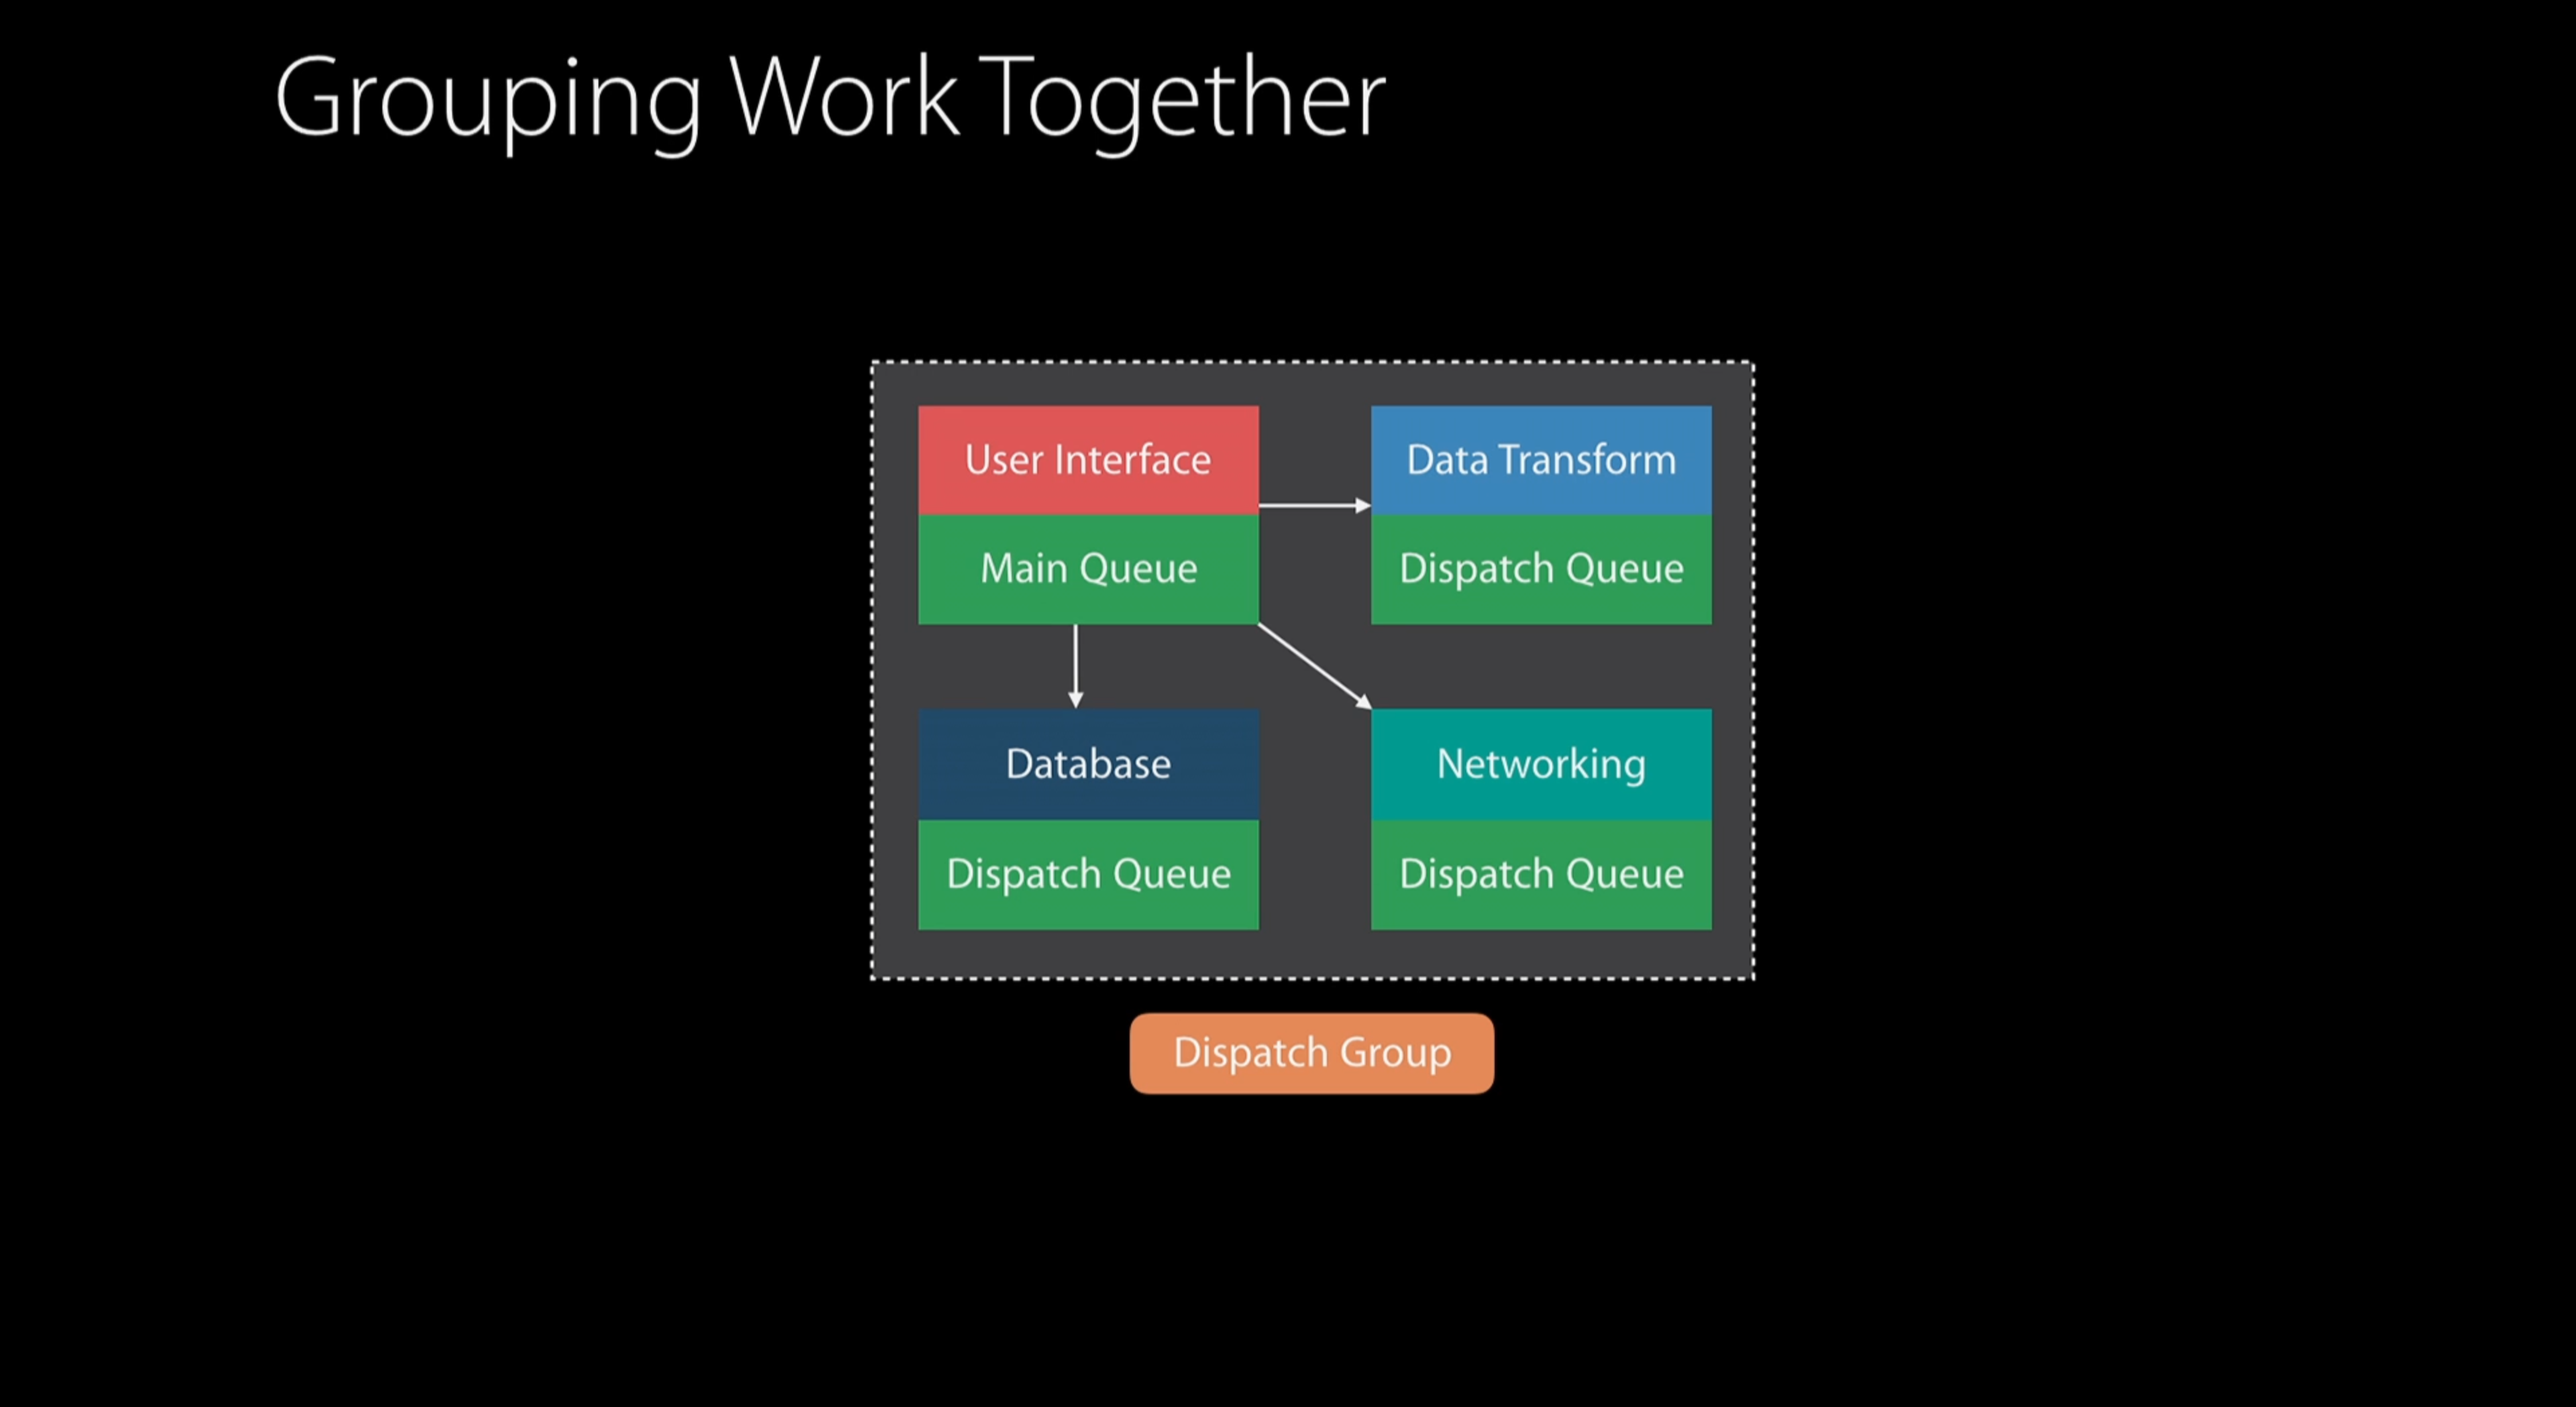 Grouping Work Together
User Interface
Main Queue
Data Transform
Dispatch Queue
Database
Dispatch Queue
Networking
Dispatch Queue
Dispatch Group